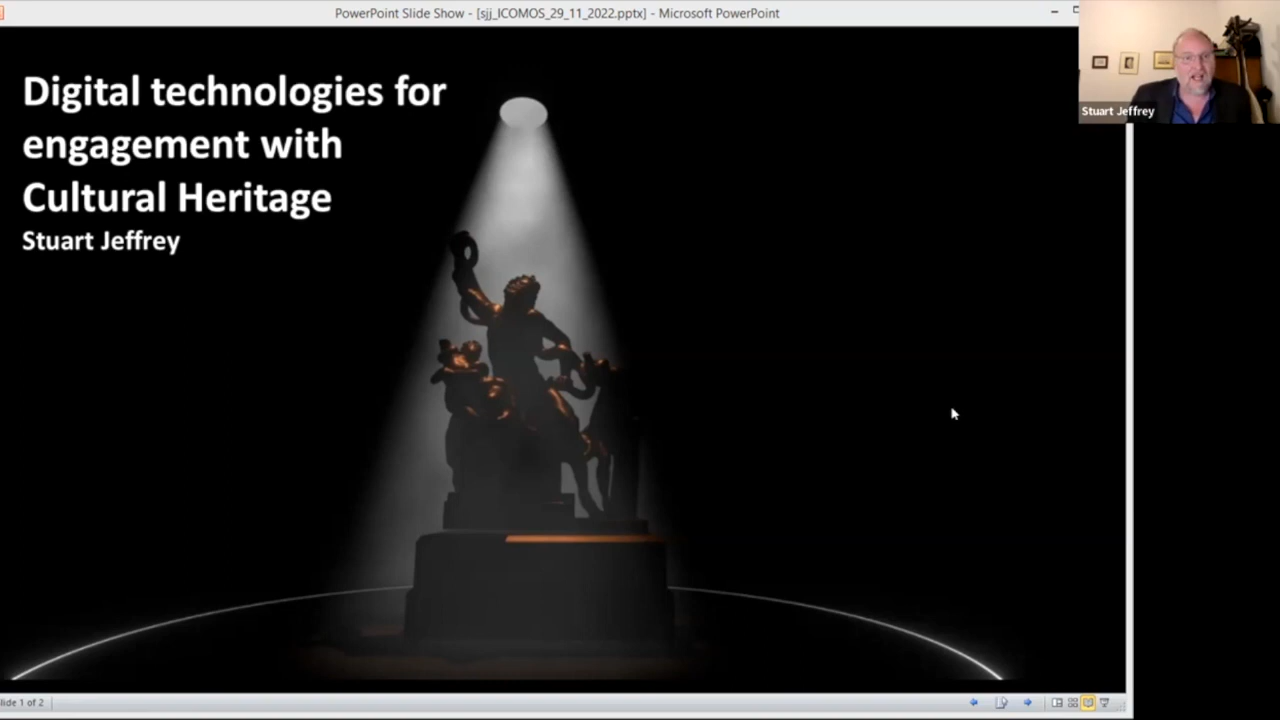 PowerPoint Slide Show - [sjj_ICOMOS_29_11_2022.pptx] - Microsoft PowerPoint
Digital technologies for
engagement with
Cultural Heritage
Stuart Jeffrey
Stuart Jeffrey
lide 1 of 2